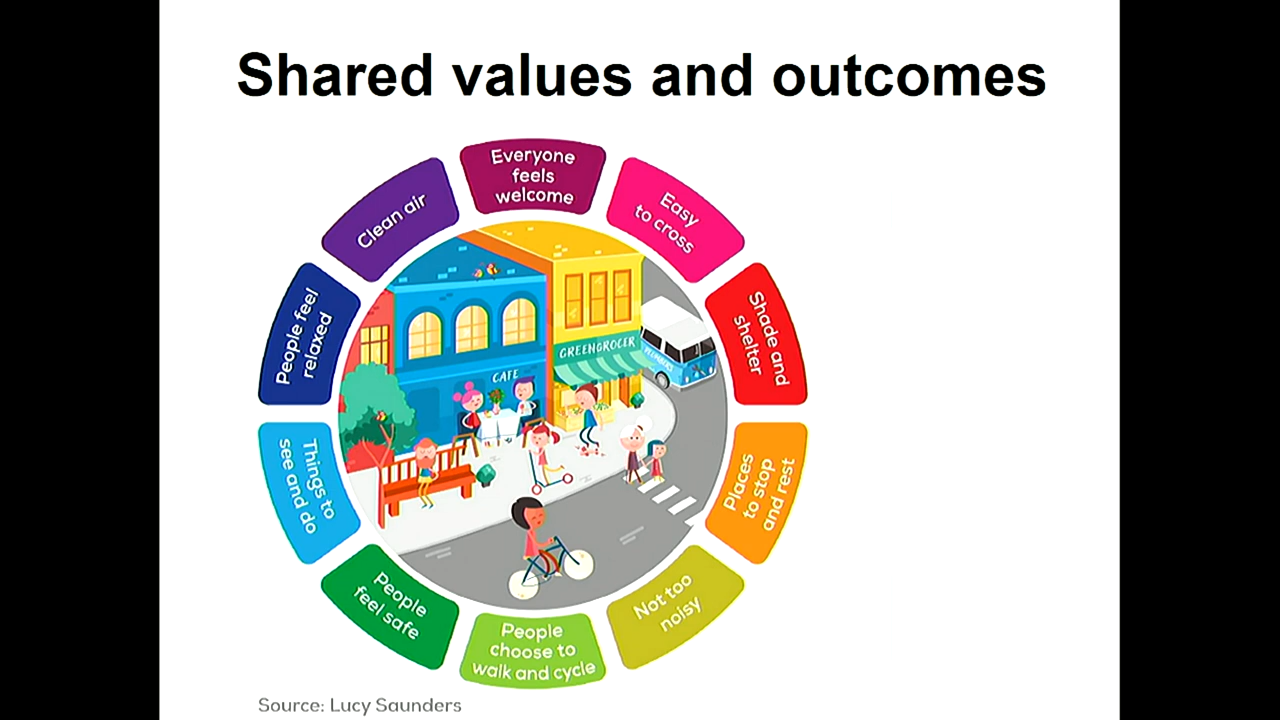 Shared values and outcomes
Everyone
feels
welcome
Easy
to cross
Shade and
shelter
Places
to stop
and rest
Not too
noisy
People
choose to
walk and cycle
People
feel safe
Things to
see and do
People feel
relaxed
Clean air
CAFE
GREENGROCER
PLUMBERS
Source: Lucy Saunders